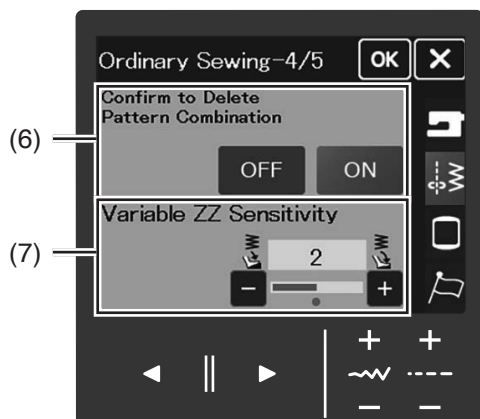 Ordinary Sewing-4/5 OK
Confirm to Delete
Pattern Combination
(6)
OFF ON
Variable ZZ Sensitivity
(7)
2
- +
+ +
- -